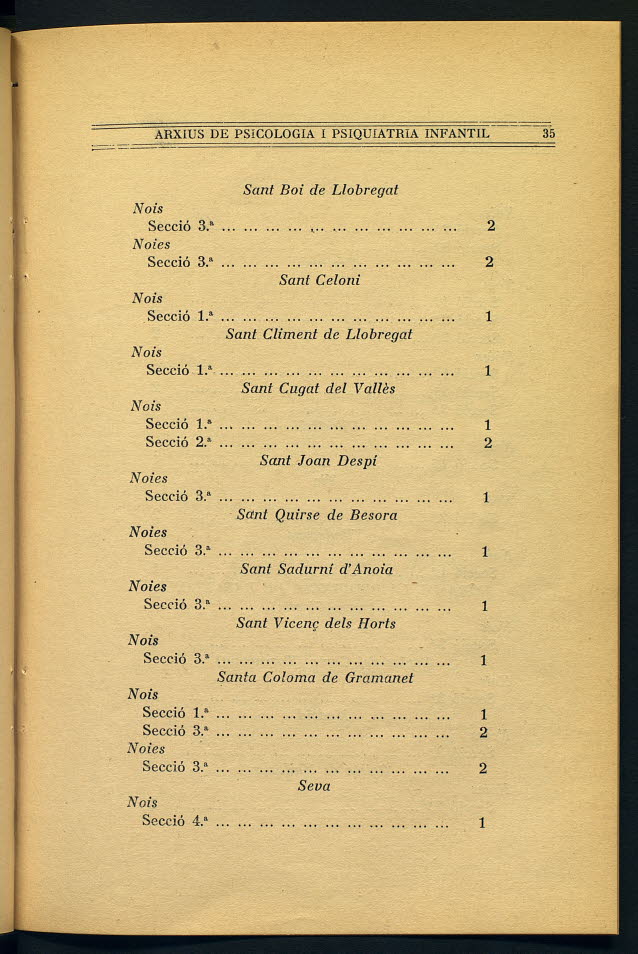 ARXIUS DE PSICOLOGIA I PSIQUIATRIA INFANTIL 35
Sant Boi de Llobregat
Nois
Secció 3.ª ... ... ... ... ... ... ... ... ... ... ... 2
Noies
Secció 3.ª ... ... ... ... ... ... ... ... ... ... ... 2
Sant Celoni
Nois
Secció 1.ª ... ... ... ... ... ... ... ... ... ... ... 1
Sant Climent de Llobregat
Nois
Secció 1.ª ... ... ... ... ... ... ... ... ... ... ... 1
Sant Cugat del Vallès
Nois
Secció 1.ª ... ... ... ... ... ... ... ... ... ... ... 1
Secció 2.ª ... ... ... ... ... ... ... ... ... ... ... 2
Sant Joan Despí
Noies
Secció 3.ª ... ... ... ... ... ... ... ... ... ... ... 1
Sant Quirse de Besora
Noies
Secció 3.ª ... ... ... ... ... ... ... ... ... ... ... 1
Sant Sadurní d'Anoia
Noies
Secció 3.ª ... ... ... ... ... ... ... ... ... ... ... 1
Sant Vicenç dels Horts
Nois
Secció 3.ª ... ... ... ... ... ... ... ... ... ... ... 1
Santa Coloma de Gramanet
Nois
Secció 1.ª ... ... ... ... ... ... ... ... ... ... ... 1
Secció 3.ª ... ... ... ... ... ... ... ... ... ... ... 2
Noies
Secció 3.ª ... ... ... ... ... ... ... ... ... ... ... 2
Seva
Nois
Secció 4.ª ... ... ... ... ... ... ... ... ... ... ... 1